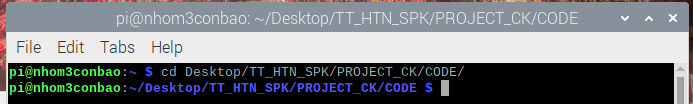 pi@nhom3conbao: ~/Desktop/TT_HTN_SPK/PROJECT_CK/CODE
File Edit Tabs Help
pi@nhom3conbao:~ $ cd Desktop/TT_HTN_SPK/PROJECT_CK/CODE/
pi@nhom3conbao:~/Desktop/TT_HTN_SPK/PROJECT_CK/CODE $